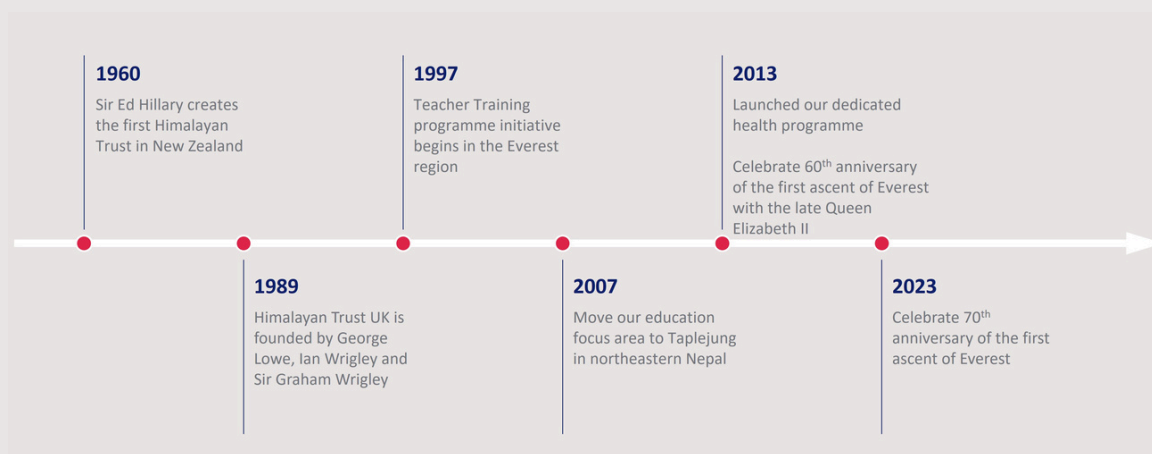 1960
Sir Ed Hillary creates
the first Himalayan
Trust in New Zealand
1989
Himalayan Trust UK is
founded by George
Lowe, Ian Wrigley and
Sir Graham Wrigley
1997
Teacher Training
programme initiative
begins in the Everest
region
2007
Move our education
focus area to Taplejung
in northeastern Nepal
2013
Launched our dedicated
health programme
Celebrate 60th anniversary
of the first ascent of Everest
with the late Queen
Elizabeth II
2023
Celebrate 70th
anniversary of the first
ascent of Everest